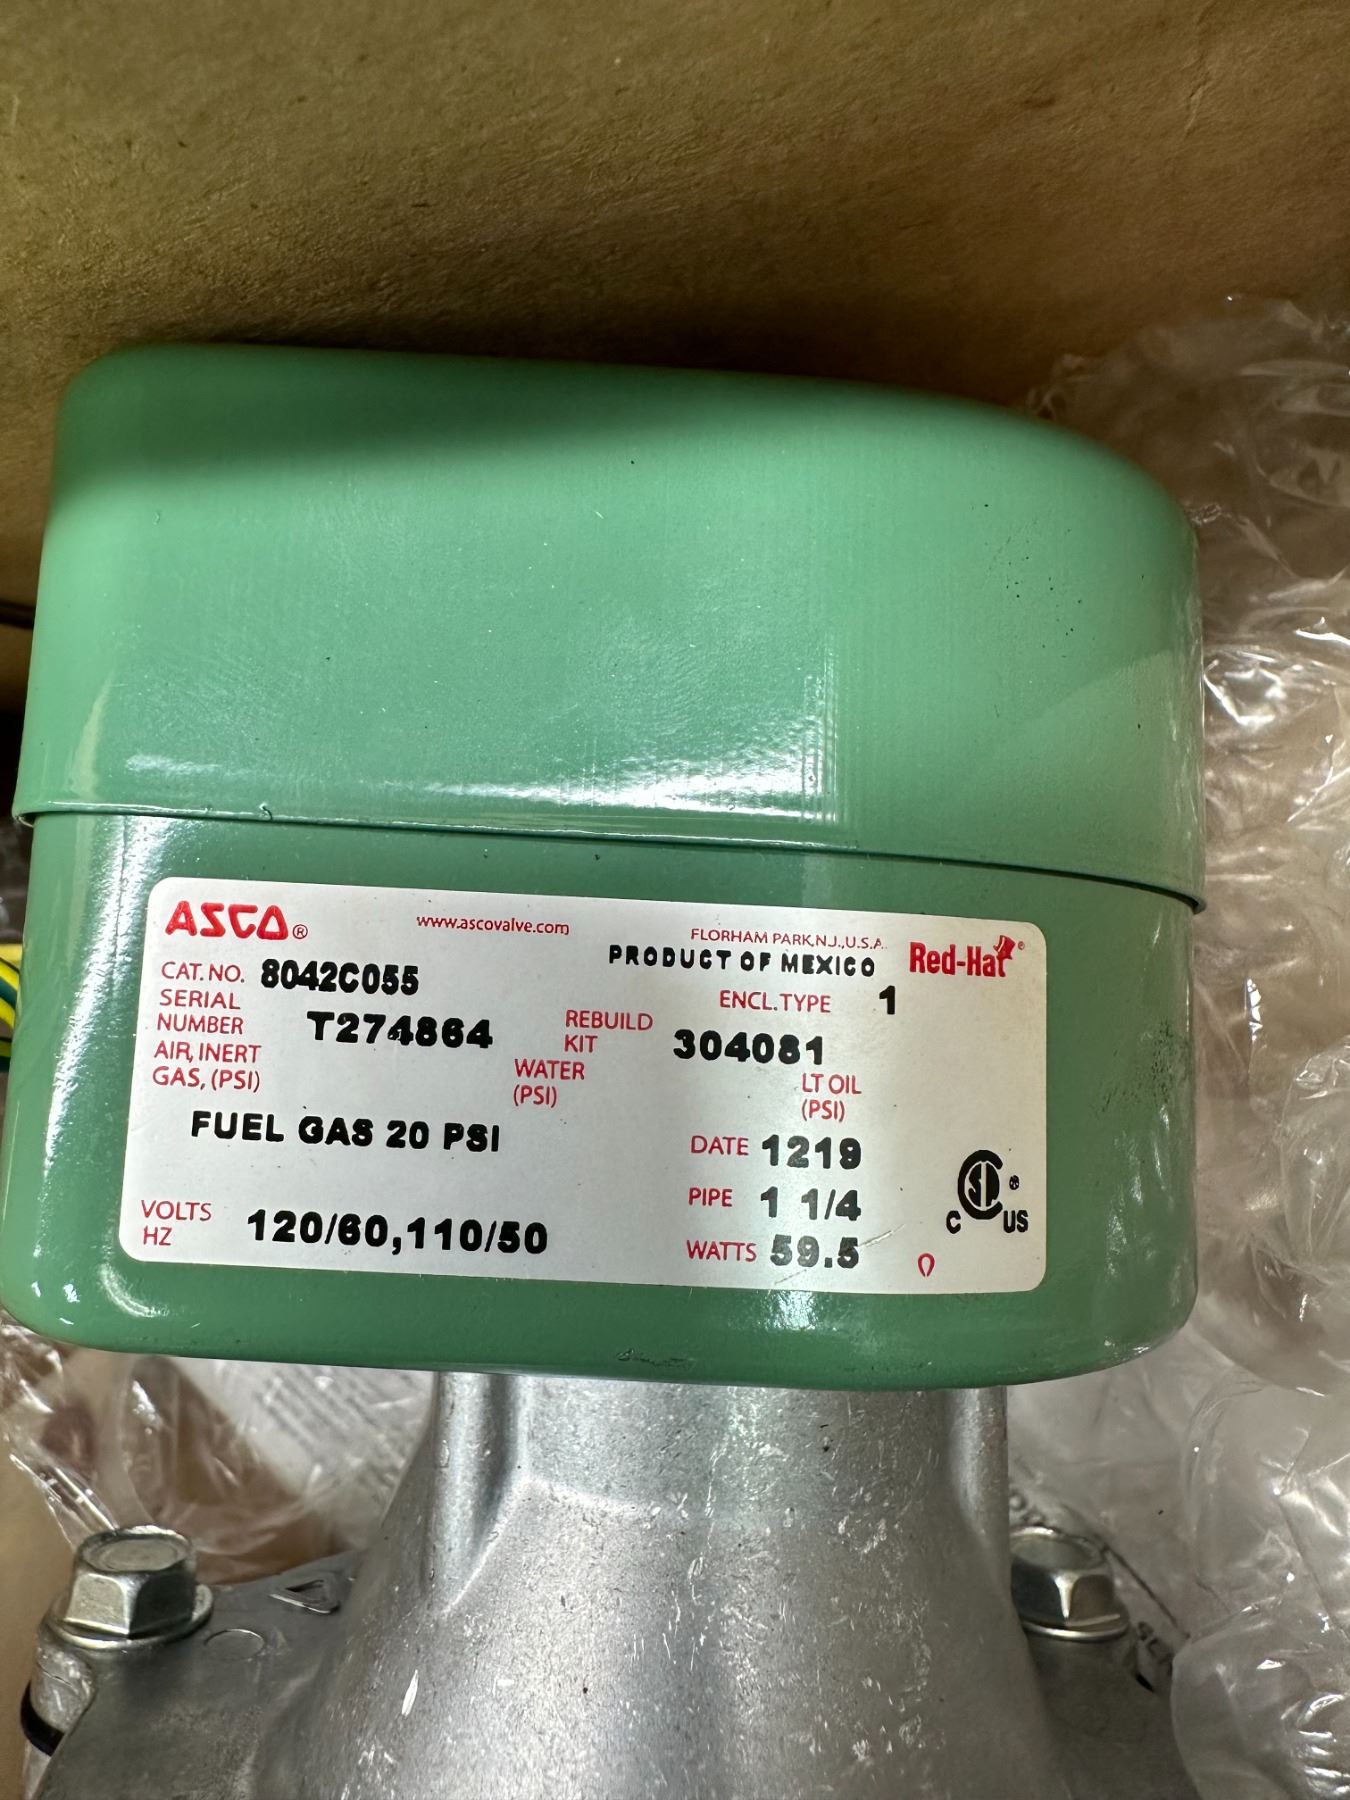 ASCO®
www.ascovalve.com
FLORHAM PARK,N.J.,U.S.A.
PRODUCT OF MEXICO
Red-Hat®
CAT. NO. 8042C055
ENCL.TYPE 1
SERIAL NUMBER T274864
REBUILD KIT 304081
AIR, INERT GAS, (PSI)
WATER (PSI)
LT OIL (PSI)
FUEL GAS 20 PSI
DATE 1219
PIPE 1 1/4
VOLTS HZ 120/60,110/50
WATTS 59.5
C US